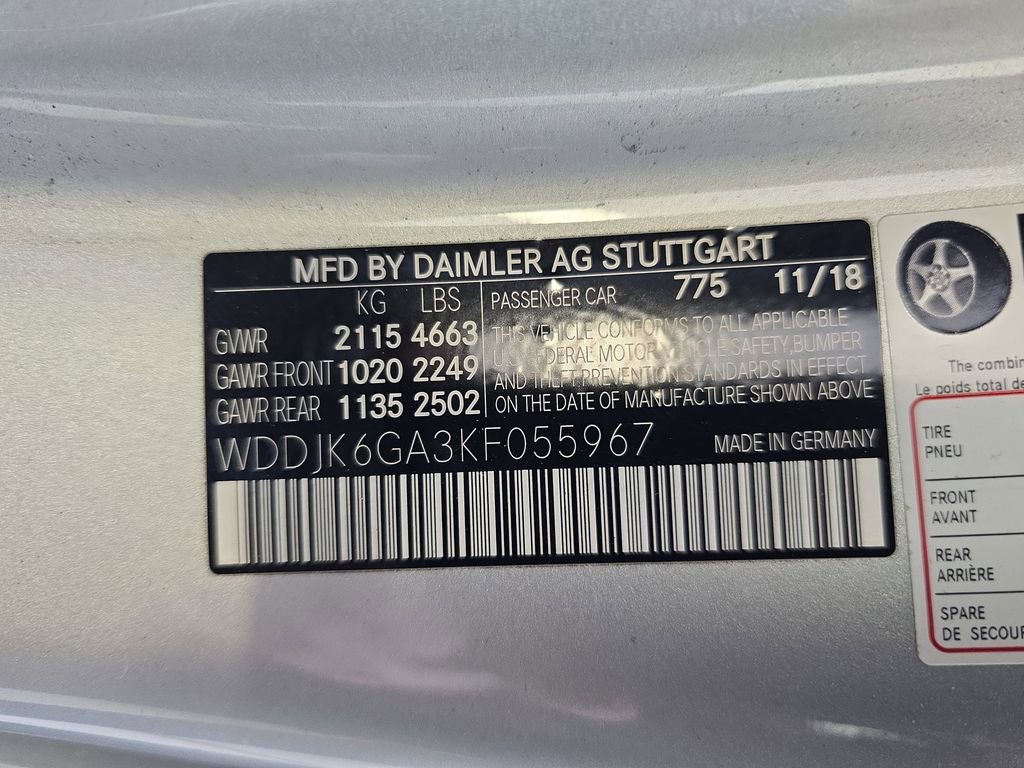 MFD BY DAIMLER AG STUTTGART
KG LBS
GVWR 2115 4663
GAWR FRONT 1020 2249
GAWR REAR 1135 2502
PASSENGER CAR 775 11/18
THIS VEHICLE CONFORMS TO ALL APPLICABLE
U.S. FEDERAL MOTOR VEHICLE SAFETY, BUMPER
AND THEFT PREVENTION STANDARDS IN EFFECT
ON THE DATE OF MANUFACTURE SHOWN ABOVE
WDDJK6GA3KF055967 MADE IN GERMANY
The combin
Le poids total de
TIRE
PNEU
FRONT
AVANT
REAR
ARRIÈRE
SPARE
DE SECOUR